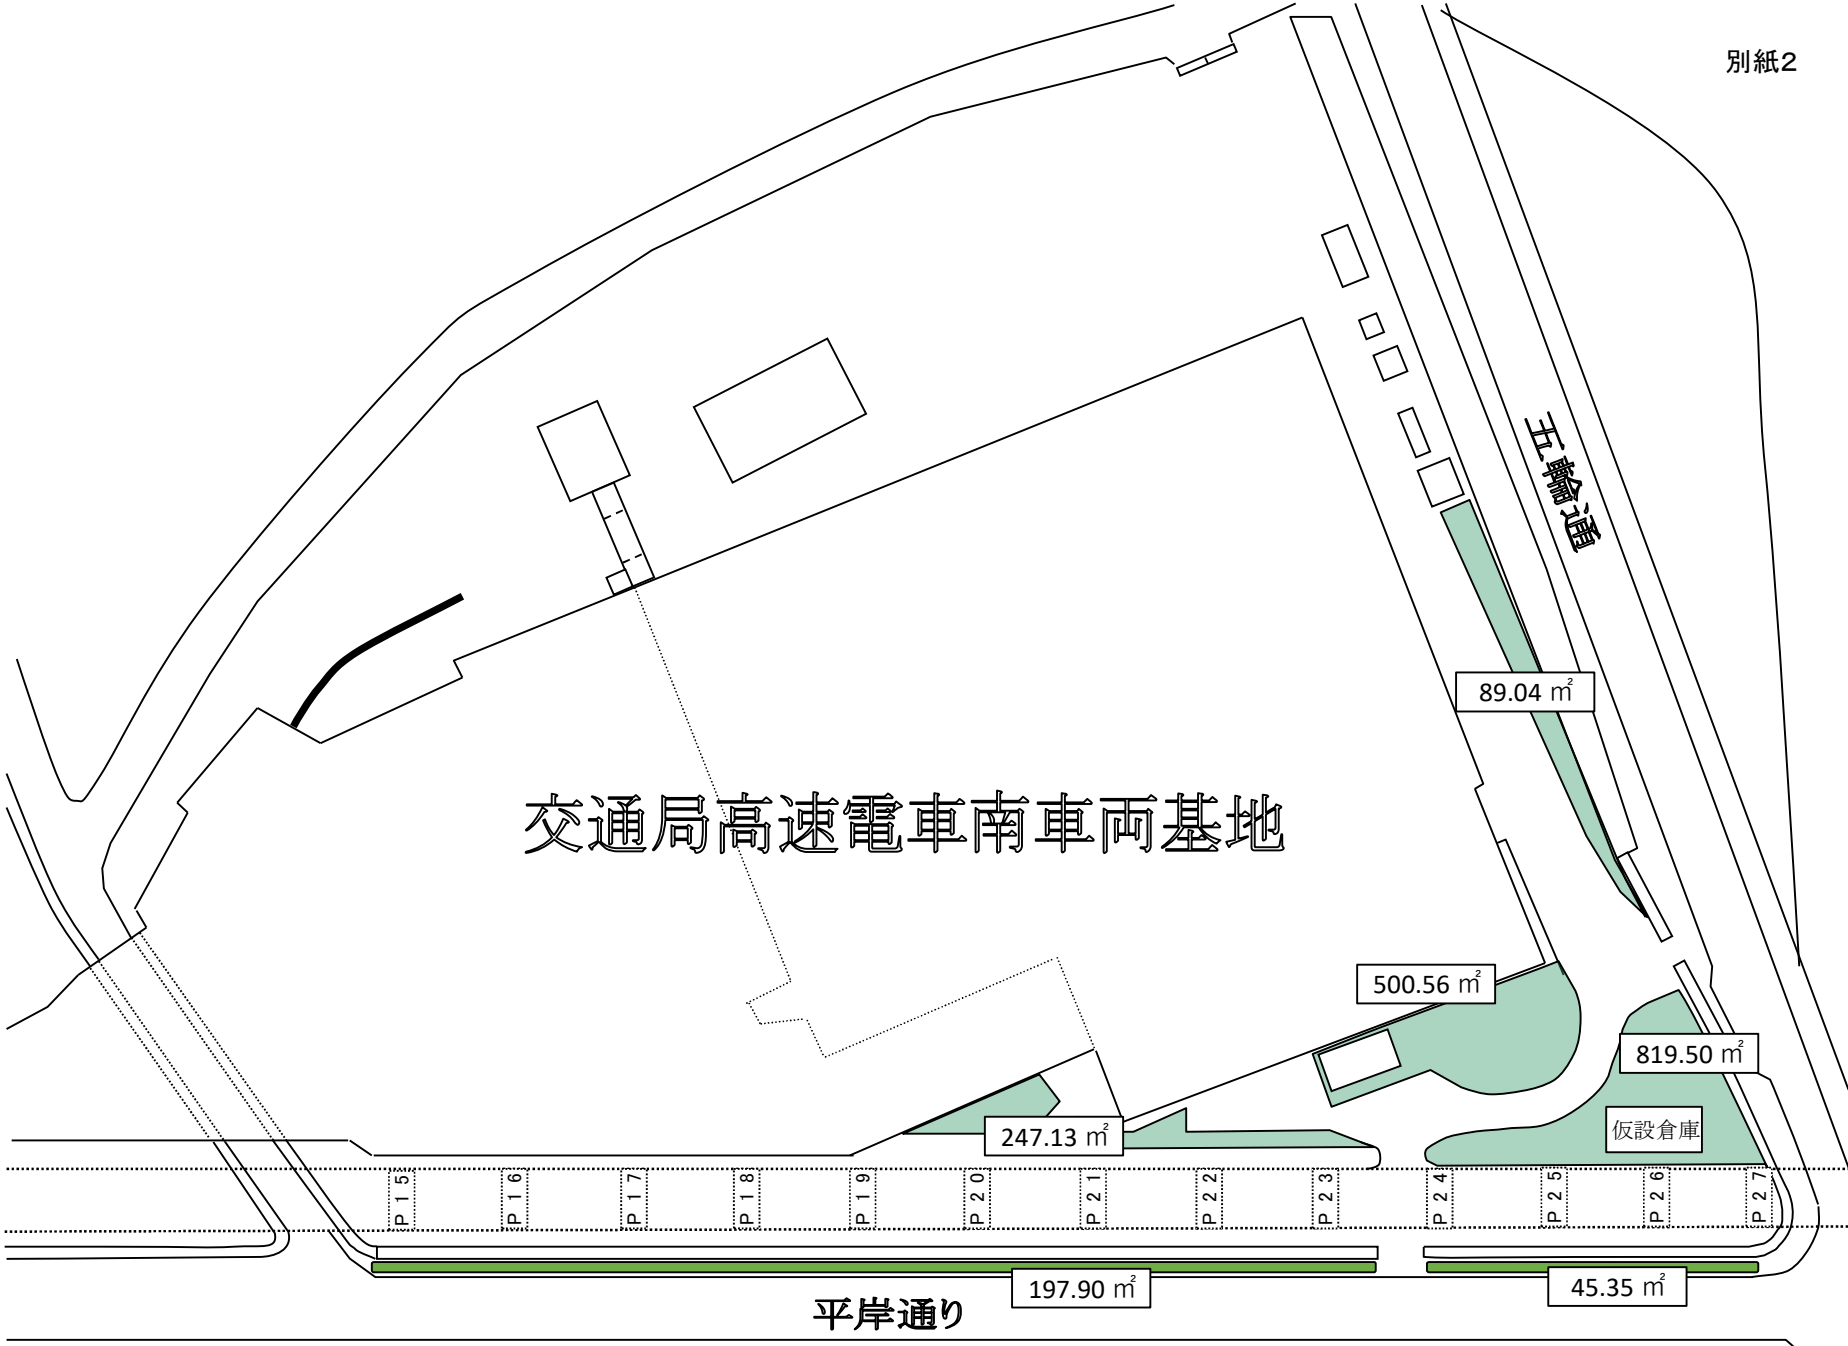 別紙2
五輪通
89.04 ㎡
交通局高速電車南車両基地
500.56 ㎡
819.50 ㎡
仮設倉庫
247.13 ㎡
P15
P16
P17
P18
P19
P20
P21
P22
P23
P24
P25
P26
P27
197.90 ㎡
45.35 ㎡
平岸通り